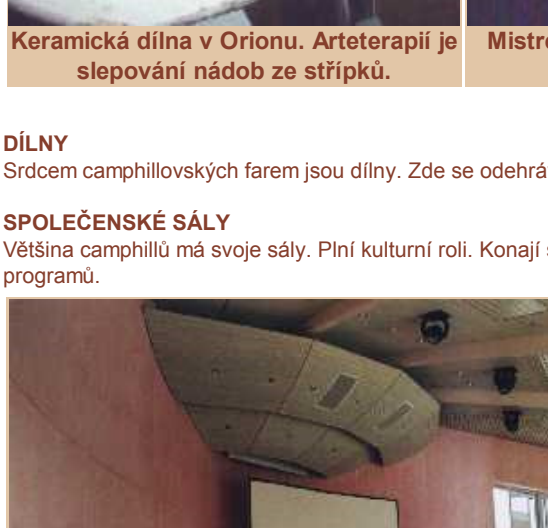 Keramická dílna v Orionu. Arteterapií je
slepování nádob ze střípků.
Mistro
DÍLNY
Srdcem camphillovských farem jsou dílny. Zde se odehrá
SPOLEČENSKÉ SÁLY
Většina camphillů má svoje sály. Plní kulturní roli. Konají
programů.